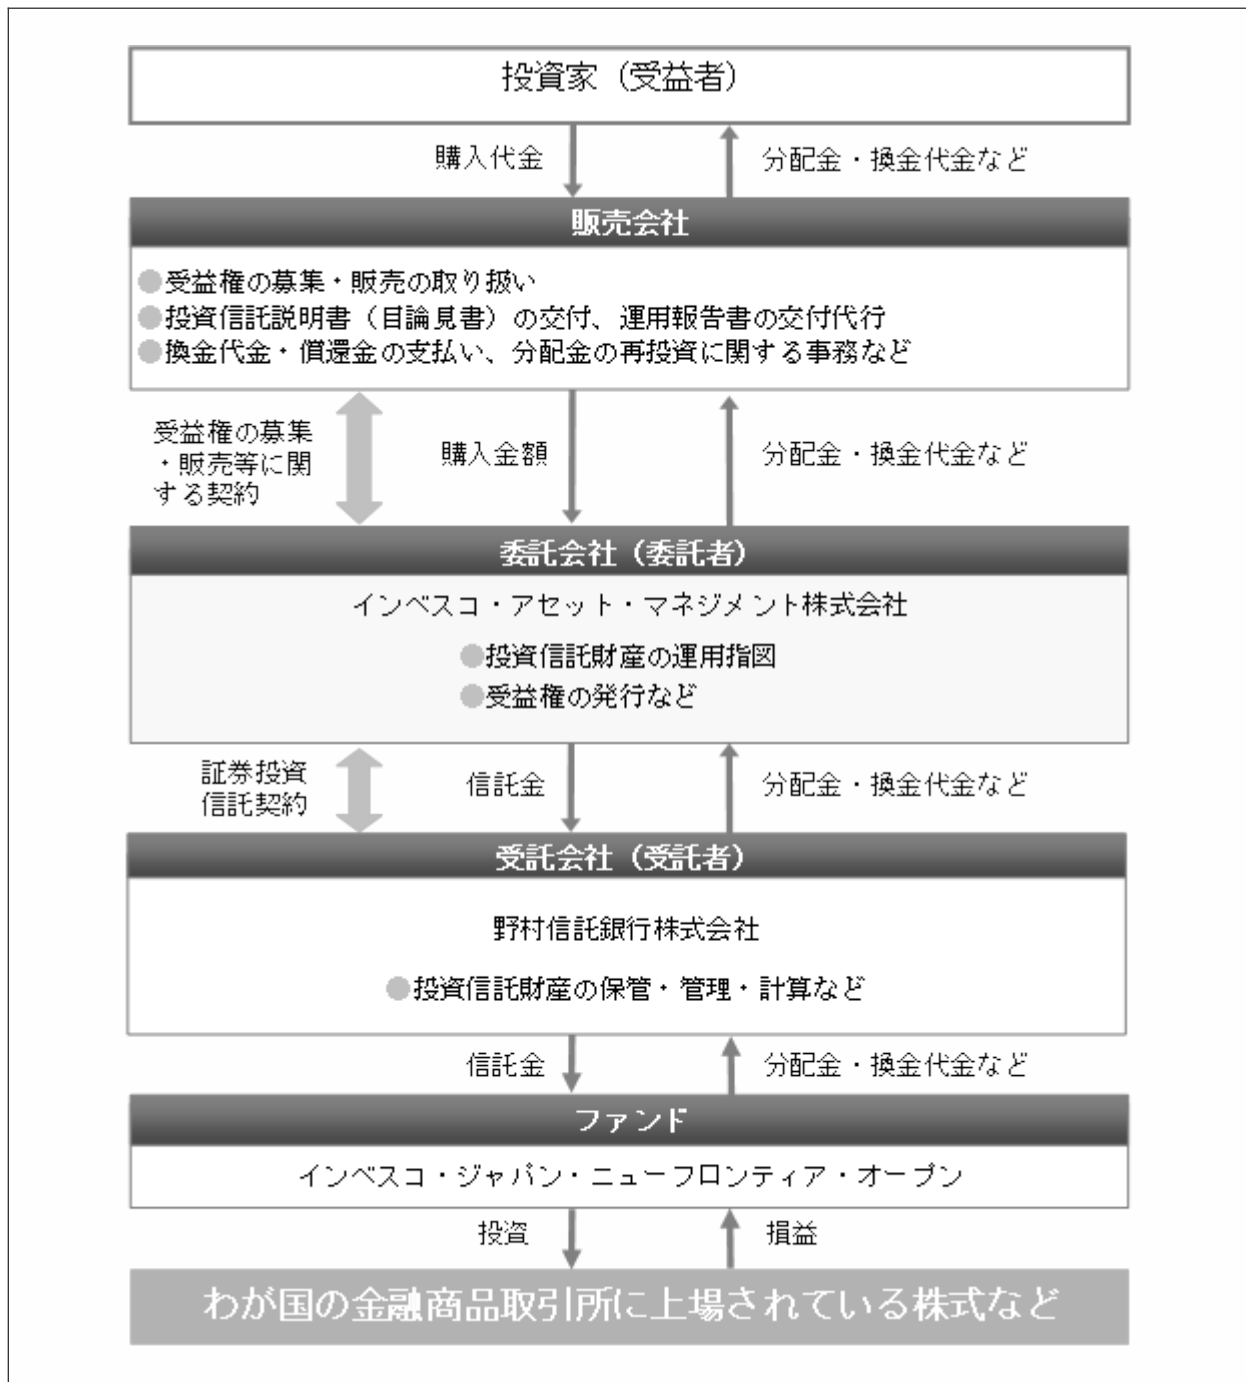 投資家（受益者）
購入代金
分配金・換金代金など
販売会社
●受益権の募集・販売の取り扱い
●投資信託説明書（目論見書）の交付、運用報告書の交付代行
●換金代金・償還金の支払い、分配金の再投資に関する事務など
受益権の募集
・販売等に関
する契約
購入金額
分配金・換金代金など
委託会社（委託者）
インベスコ・アセット・マネジメント株式会社
●投資信託財産の運用指図
●受益権の発行など
証券投資
信託契約
信託金
分配金・換金代金など
受託会社（受託者）
野村信託銀行株式会社
●投資信託財産の保管・管理・計算など
信託金
分配金・換金代金など
ファンド
インベスコ・ジャパン・ニューフロンティア・オープン
投資
損益
わが国の金融商品取引所に上場されている株式など